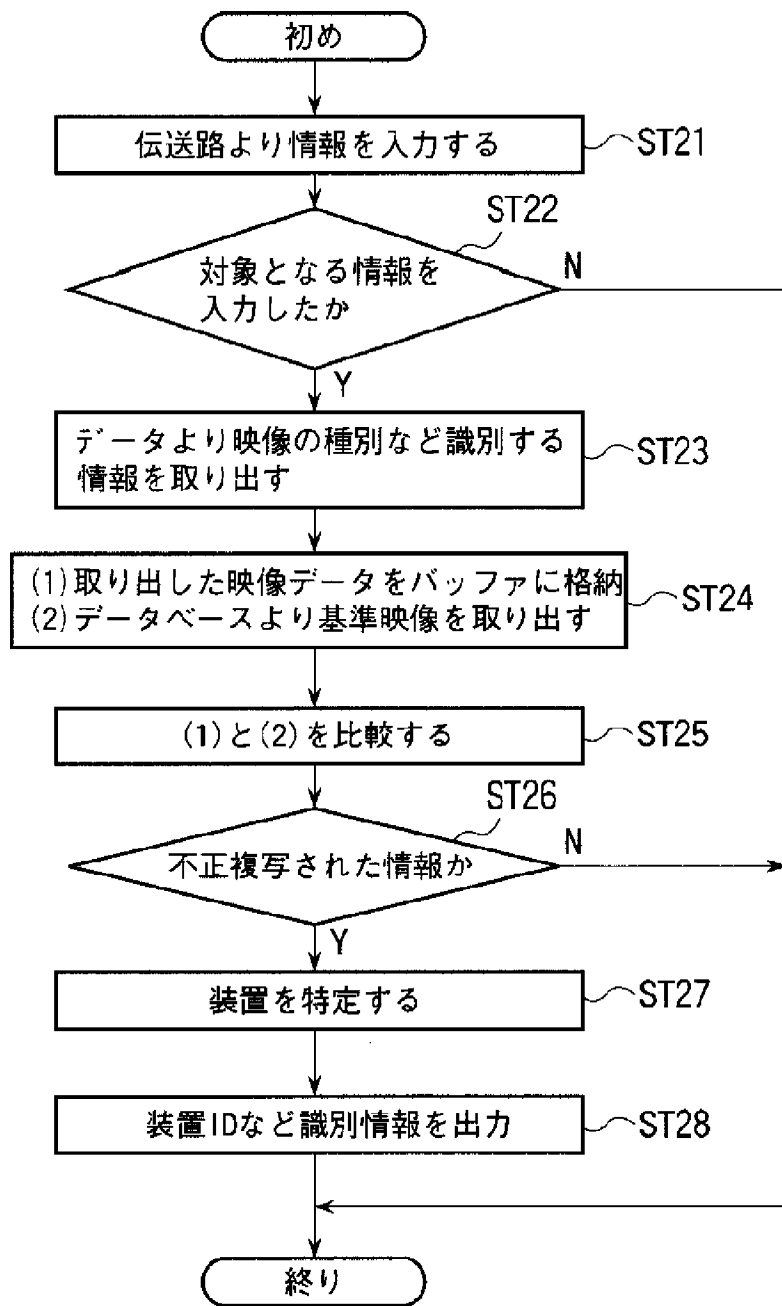 初め
伝送路より情報を入力する
ST21
ST22
対象となる情報を
入力したか
N
Y
データより映像の種別など識別する
情報を取り出す
ST23
(1)取り出した映像データをバッファに格納
(2)データベースより基準映像を取り出す
ST24
(1)と(2)を比較する
ST25
ST26
不正複写された情報か
N
Y
装置を特定する
ST27
装置IDなど識別情報を出力
ST28
終り